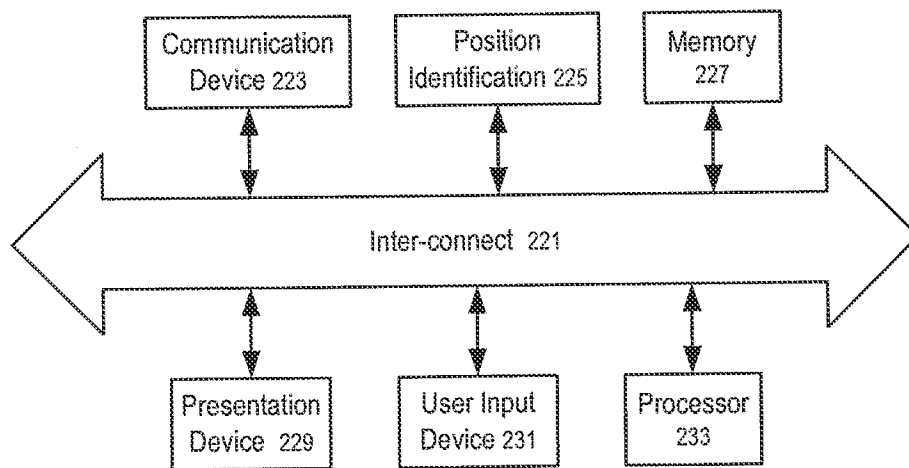 Communication
Device 223
Position
Identification 225
Memory
227
Inter-connect 221
Presentation
Device 229
User Input
Device 231
Processor
233